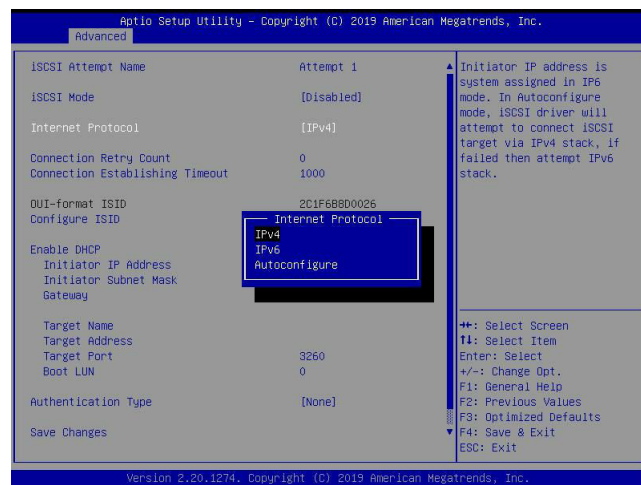 Aptio Setup Utility – Copyright (C) 2019 American Megatrends, Inc.
Advanced
iSCSI Attempt Name Attempt 1
iSCSI Mode [Disabled]
Internet Protocol [IPv4]
Connection Retry Count 0
Connection Establishing Timeout 1000
OUI-format ISID 2C1F6B8D0026
Configure ISID
Enable DHCP
Initiator IP Address
Initiator Subnet Mask
Gateway
Target Name
Target Address
Target Port 3260
Boot LUN 0
Authentication Type [None]
Save Changes
Internet Protocol
IPv4
IPv6
Autoconfigure
Initiator IP address is
system assigned in IP6
mode. In Autoconfigure
mode, iSCSI driver will
attempt to connect iSCSI
target via IPv4 stack, if
failed then attempt IPv6
stack.
→←: Select Screen
↑↓: Select Item
Enter: Select
+/-: Change Opt.
F1: General Help
F2: Previous Values
F3: Optimized Defaults
F4: Save & Exit
ESC: Exit
Version 2.20.1274. Copyright (C) 2019 American Megatrends, Inc.